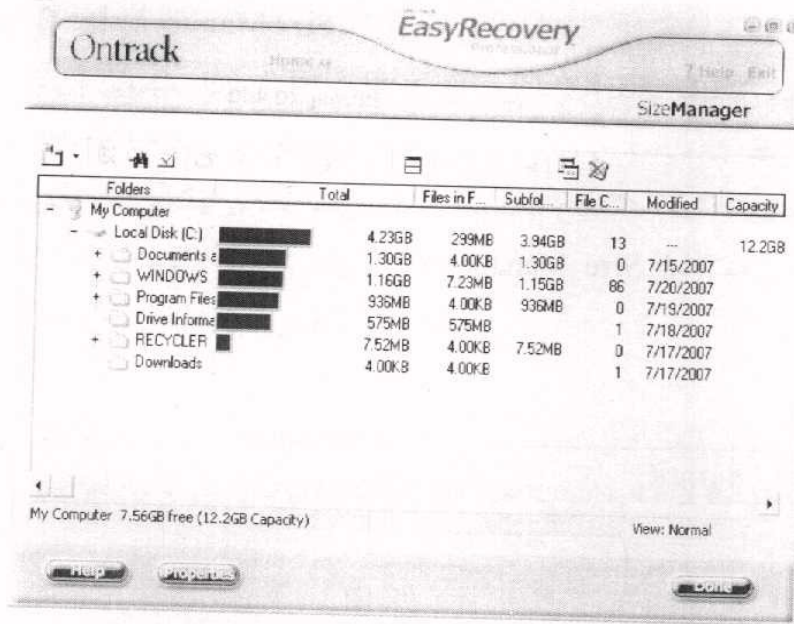 EasyRecovery
PROFESSIONAL
Ontrack
? Help Exit
SizeManager
Folders Total Files in F... Subfol... File C... Modified Capacity
- My Computer
- Local Disk (C:) 4.23GB 299MB 3.94GB 13 ... 12.2GB
+ Documents a 1.30GB 4.00KB 1.30GB 0 7/15/2007
+ WINDOWS 1.16GB 7.23MB 1.15GB 86 7/20/2007
+ Program Files 936MB 4.00KB 936MB 0 7/19/2007
Drive Informa 575MB 575MB 1 7/18/2007
+ RECYCLER 7.52MB 4.00KB 7.52MB 0 7/17/2007
Downloads 4.00KB 4.00KB 1 7/17/2007
My Computer 7.56GB free (12.2GB Capacity)
View: Normal
Help Properties Done